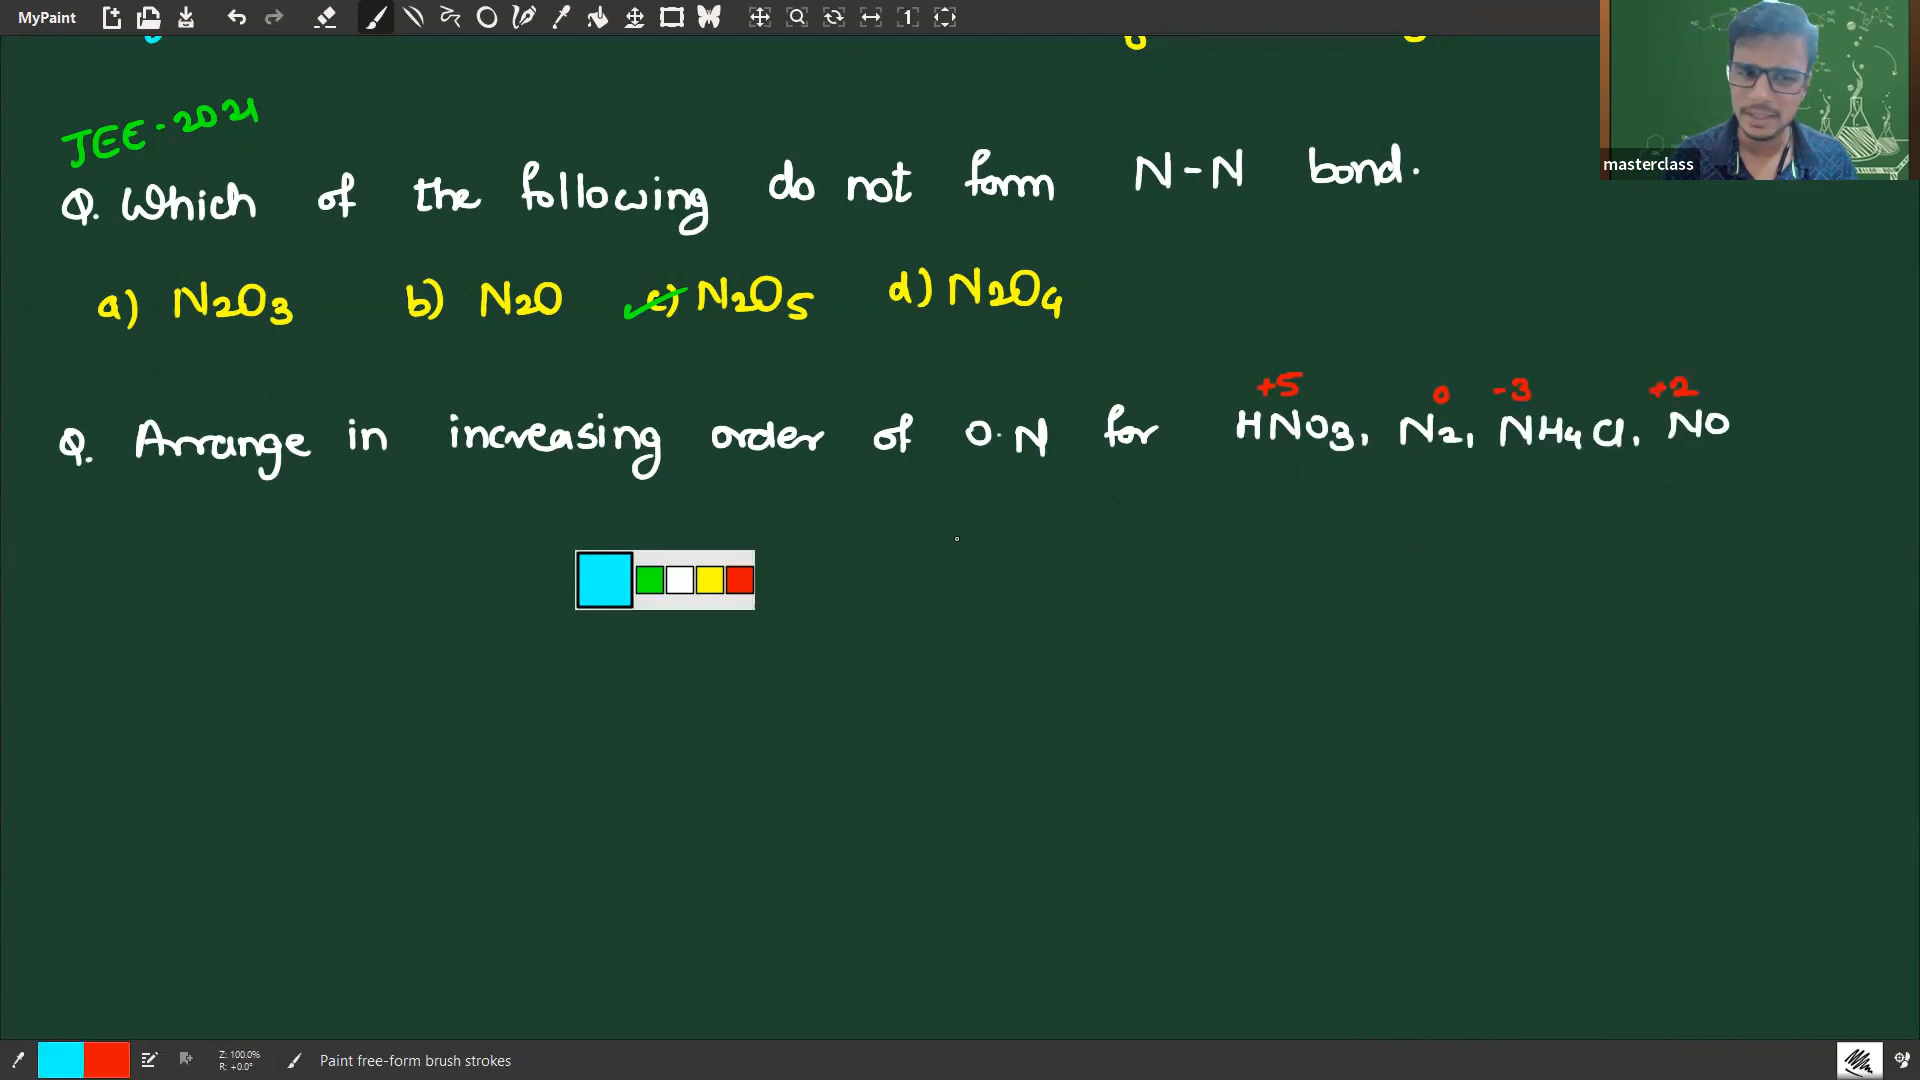 MyPaint
masterclass
JEE-2021
Q. Which of the following do not form N-N bond.
a) N2O3 b) N2O c) N2O5 d) N2O4
+5 0 -3 +2
Q. Arrange in increasing order of O.N for HNO3, N2, NH4Cl, NO
Z: 100.0%
R: +0.0°
Paint free-form brush strokes